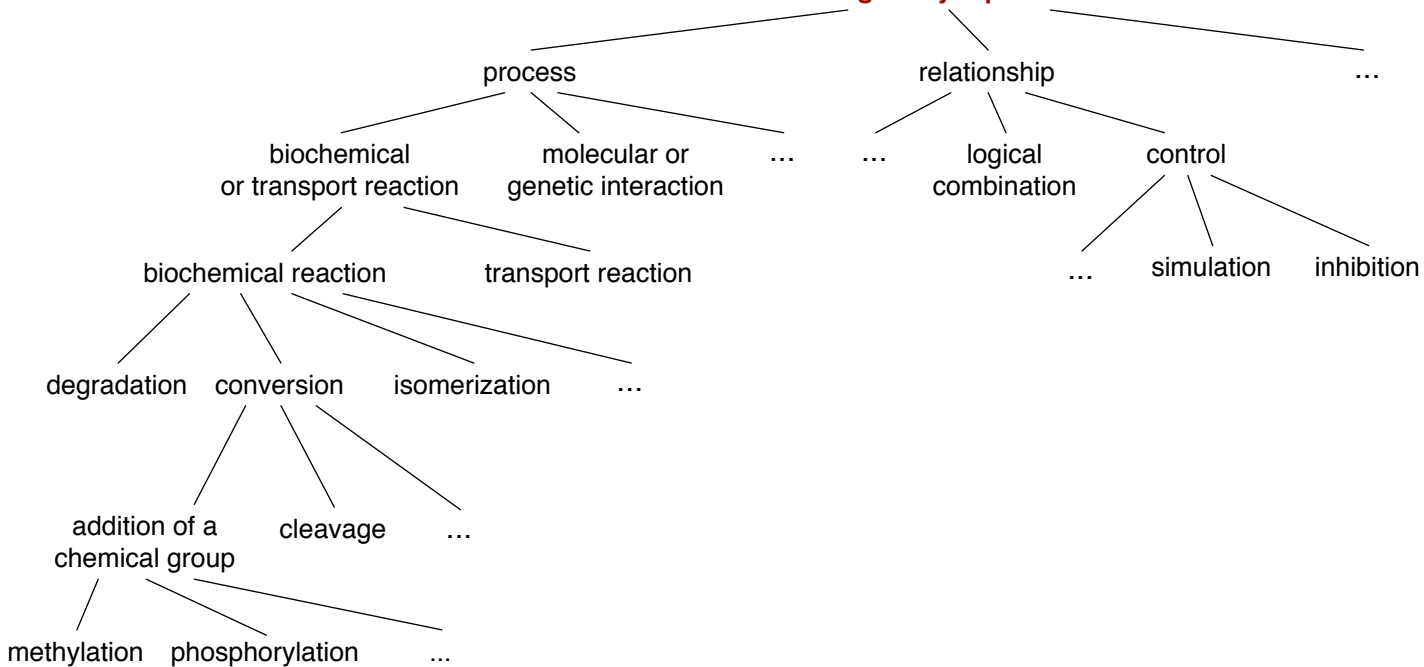 process
relationship
...
biochemical
or transport reaction
molecular or
genetic interaction
...
...
logical
combination
control
biochemical reaction
transport reaction
...
simulation
inhibition
degradation
conversion
isomerization
...
addition of a
chemical group
cleavage
...
methylation
phosphorylation
...